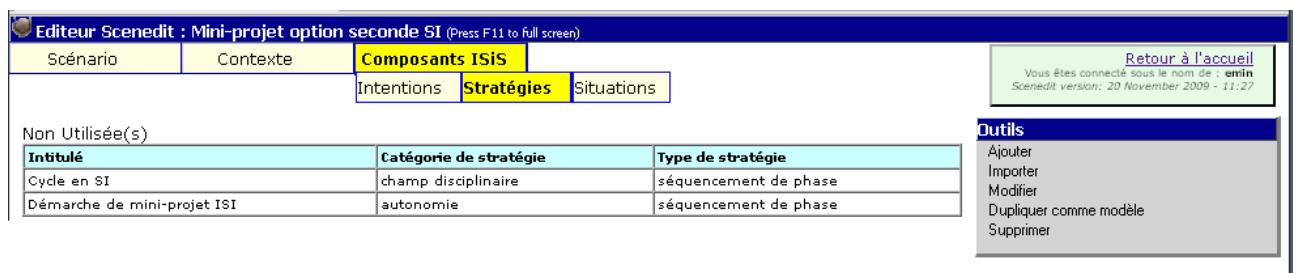 Editeur Scenedit : Mini-projet option seconde SI (Press F11 to full screen)
Scénario Contexte Composants ISiS
Intentions Stratégies Situations
Retour à l'accueil
Vous êtes connecté sous le nom de : emin
Scenedit version: 20 November 2009 - 11:27
Non Utilisée(s)
Intitulé Catégorie de stratégie Type de stratégie
Cycle en SI champ disciplinaire séquencement de phase
Démarche de mini-projet ISI autonomie séquencement de phase
Outils
Ajouter
Importer
Modifier
Dupliquer comme modèle
Supprimer